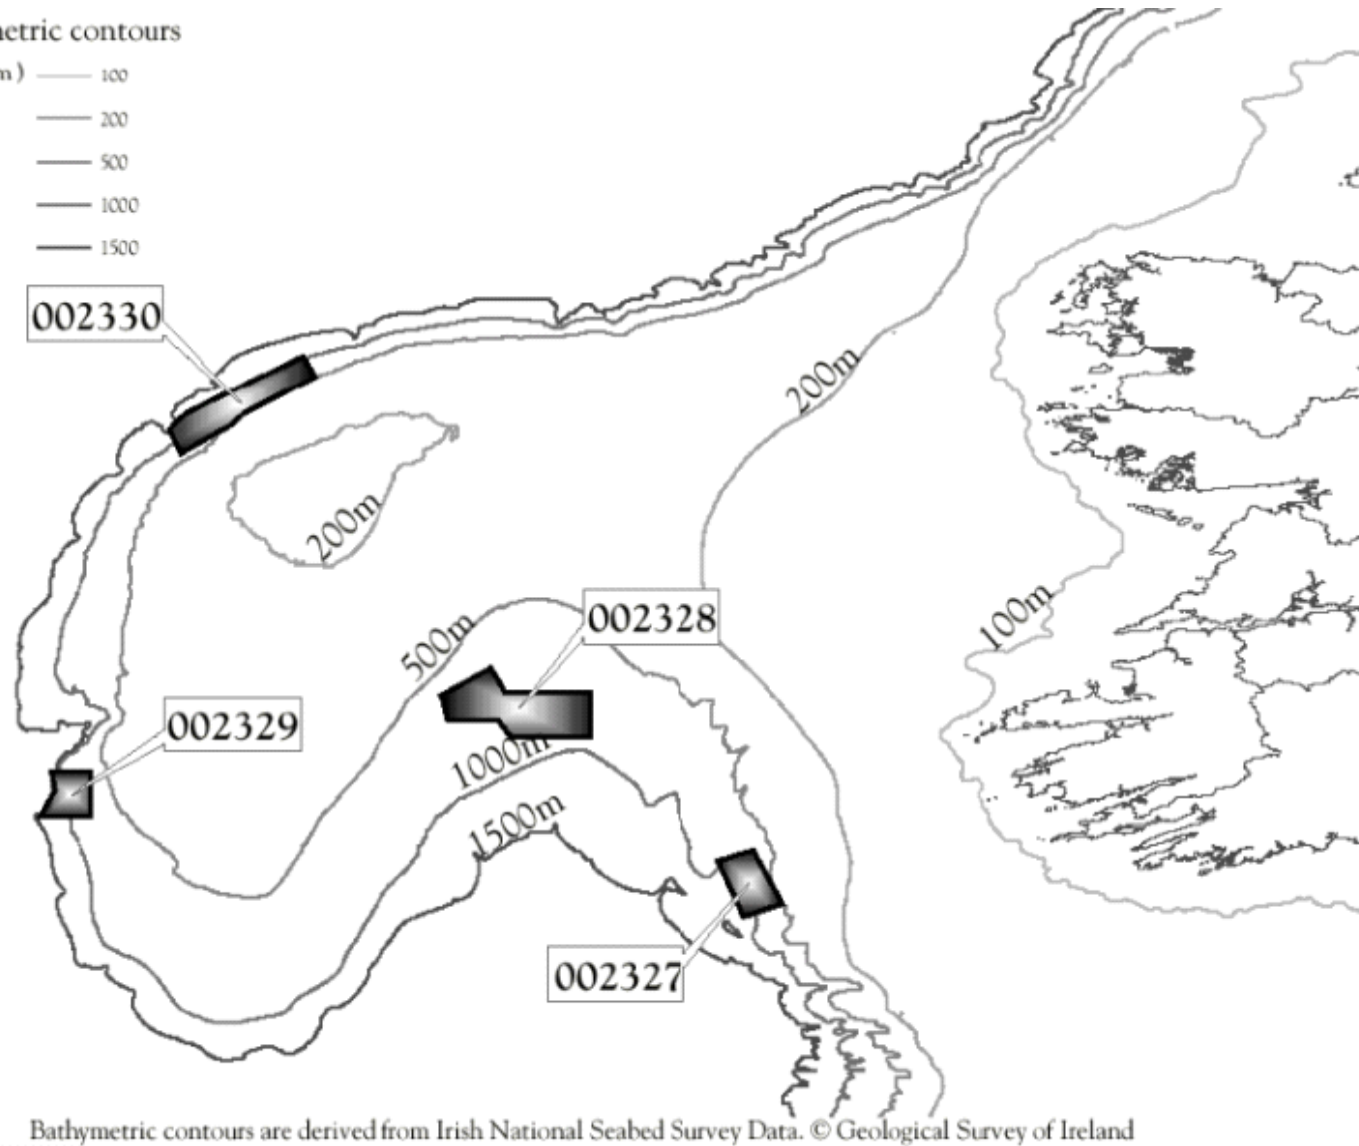 etric contours
m)
100
200
500
1000
1500
002330
200m
200m
100m
002328
500m
002329
1000m
1500m
002327
Bathymetric contours are derived from Irish National Seabed Survey Data. © Geological Survey of Ireland